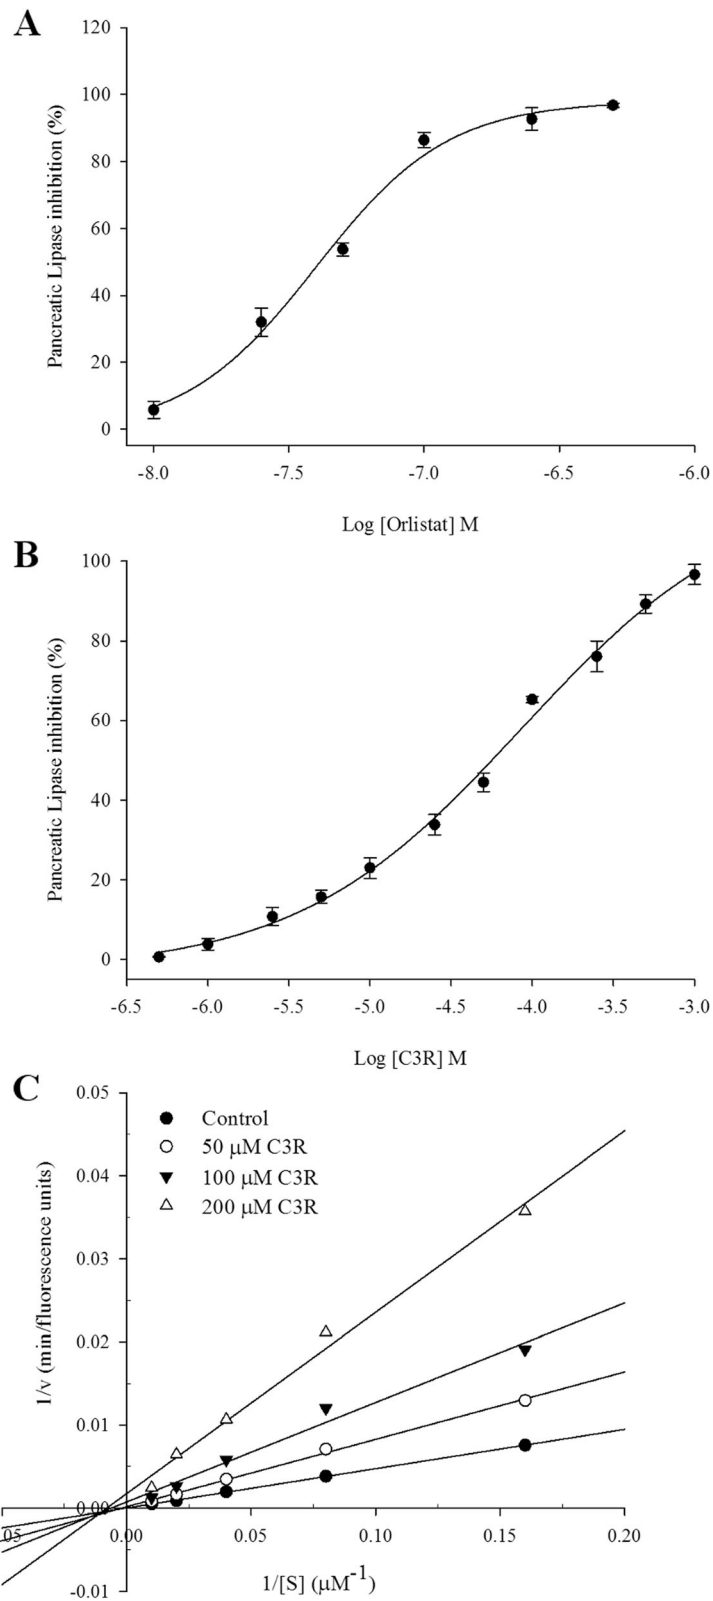 A
120
100
80
60
40
20
0
Pancreatic Lipase inhibition (%)
-8.0 -7.5 -7.0 -6.5 -6.0
Log [Orlistat] M
B
100
80
60
40
20
0
Pancreatic Lipase inhibition (%)
-6.5 -6.0 -5.5 -5.0 -4.5 -4.0 -3.5 -3.0
Log [C3R] M
C
0.05
0.04
0.03
0.02
0.01
0.00
-0.01
1/v (min/fluorescence units)
Control
50 μM C3R
100 μM C3R
200 μM C3R
05 0.00 0.05 0.10 0.15 0.20
1/[S] (μM-1)